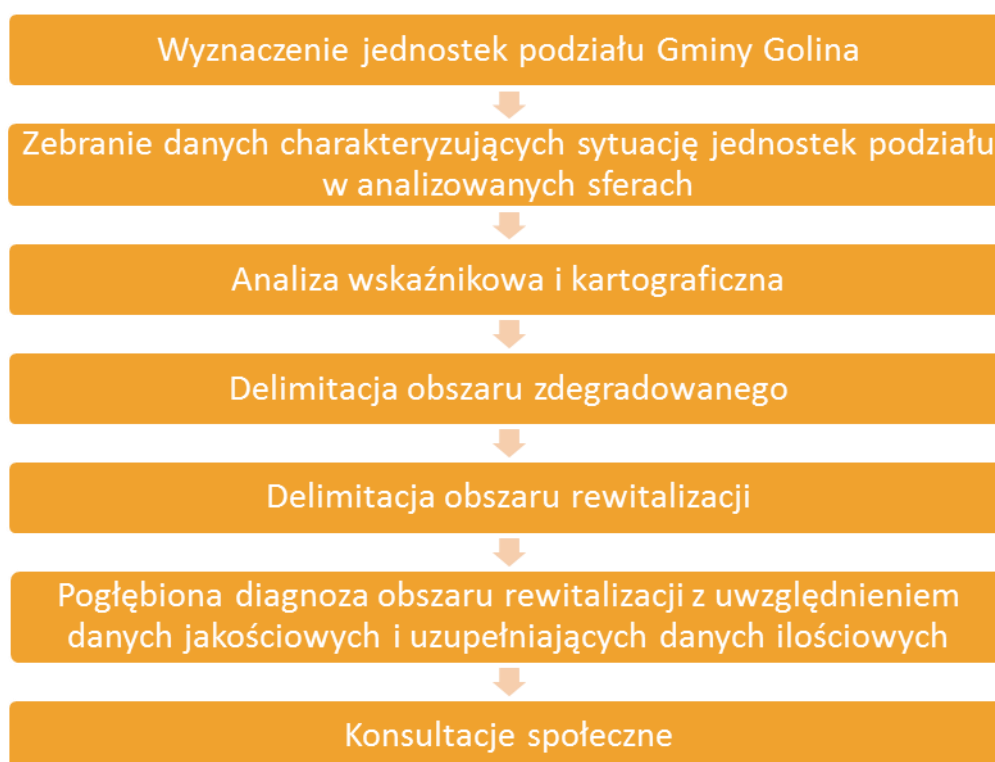 Wyznaczenie jednostek podziału Gminy Golina
Zebranie danych charakteryzujących sytuację jednostek podziału
w analizowanych sferach
Analiza wskaźnikowa i kartograficzna
Delimitacja obszaru zdegradowanego
Delimitacja obszaru rewitalizacji
Pogłębiona diagnoza obszaru rewitalizacji z uwzględnieniem
danych jakościowych i uzupełniających danych ilościowych
Konsultacje społeczne